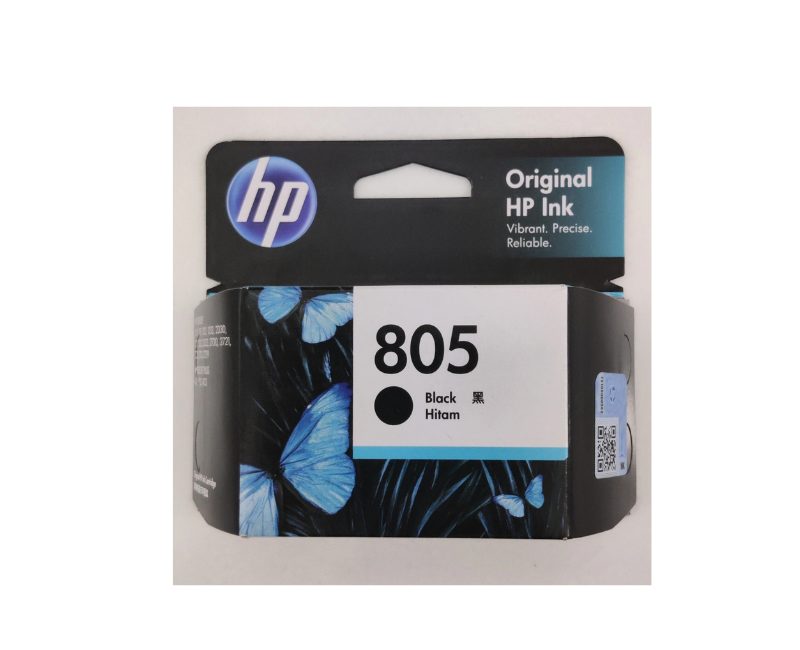 hp
Original
HP Ink
Vibrant. Precise.
Reliable.
805
Black 黑
Hitam